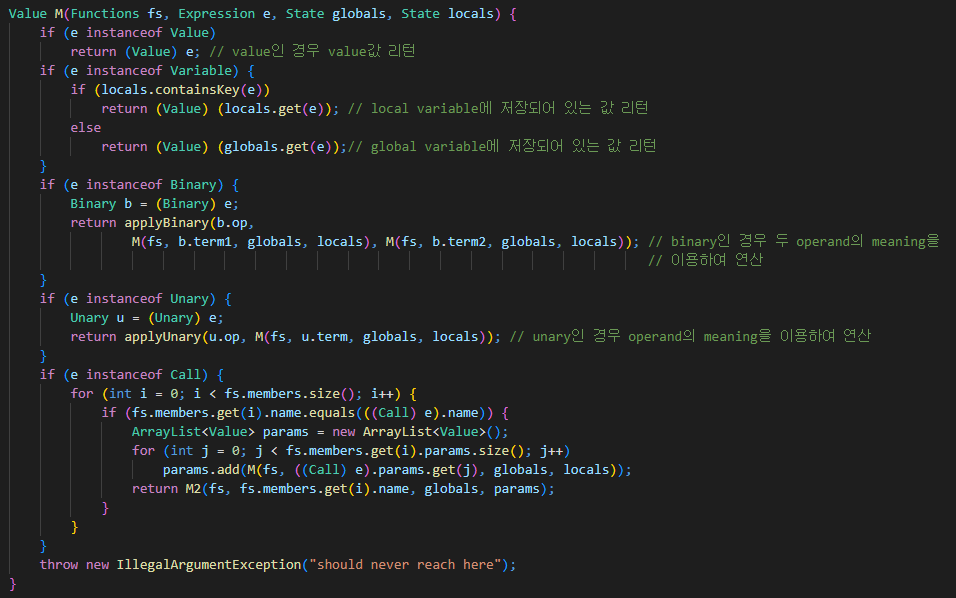 Value M(Functions fs, Expression e, State globals, State locals) {
    if (e instanceof Value)
        return (Value) e; // value인 경우 value값 리턴
    if (e instanceof Variable) {
        if (locals.containsKey(e))
            return (Value) (locals.get(e)); // local variable에 저장되어 있는 값 리턴
        else
            return (Value) (globals.get(e));// global variable에 저장되어 있는 값 리턴
    }
    if (e instanceof Binary) {
        Binary b = (Binary) e;
        return applyBinary(b.op,
                M(fs, b.term1, globals, locals), M(fs, b.term2, globals, locals)); // binary인 경우 두 operand의 meaning을
                                                                                   // 이용하여 연산
    }
    if (e instanceof Unary) {
        Unary u = (Unary) e;
        return applyUnary(u.op, M(fs, u.term, globals, locals)); // unary인 경우 operand의 meaning을 이용하여 연산
    }
    if (e instanceof Call) {
        for (int i = 0; i < fs.members.size(); i++) {
            if (fs.members.get(i).name.equals(((Call) e).name)) {
                ArrayList<Value> params = new ArrayList<Value>();
                for (int j = 0; j < fs.members.get(i).params.size(); j++)
                    params.add(M(fs, ((Call) e).params.get(j), globals, locals));
                return M2(fs, fs.members.get(i).name, globals, params);
            }
        }
    }
    throw new IllegalArgumentException("should never reach here");
}